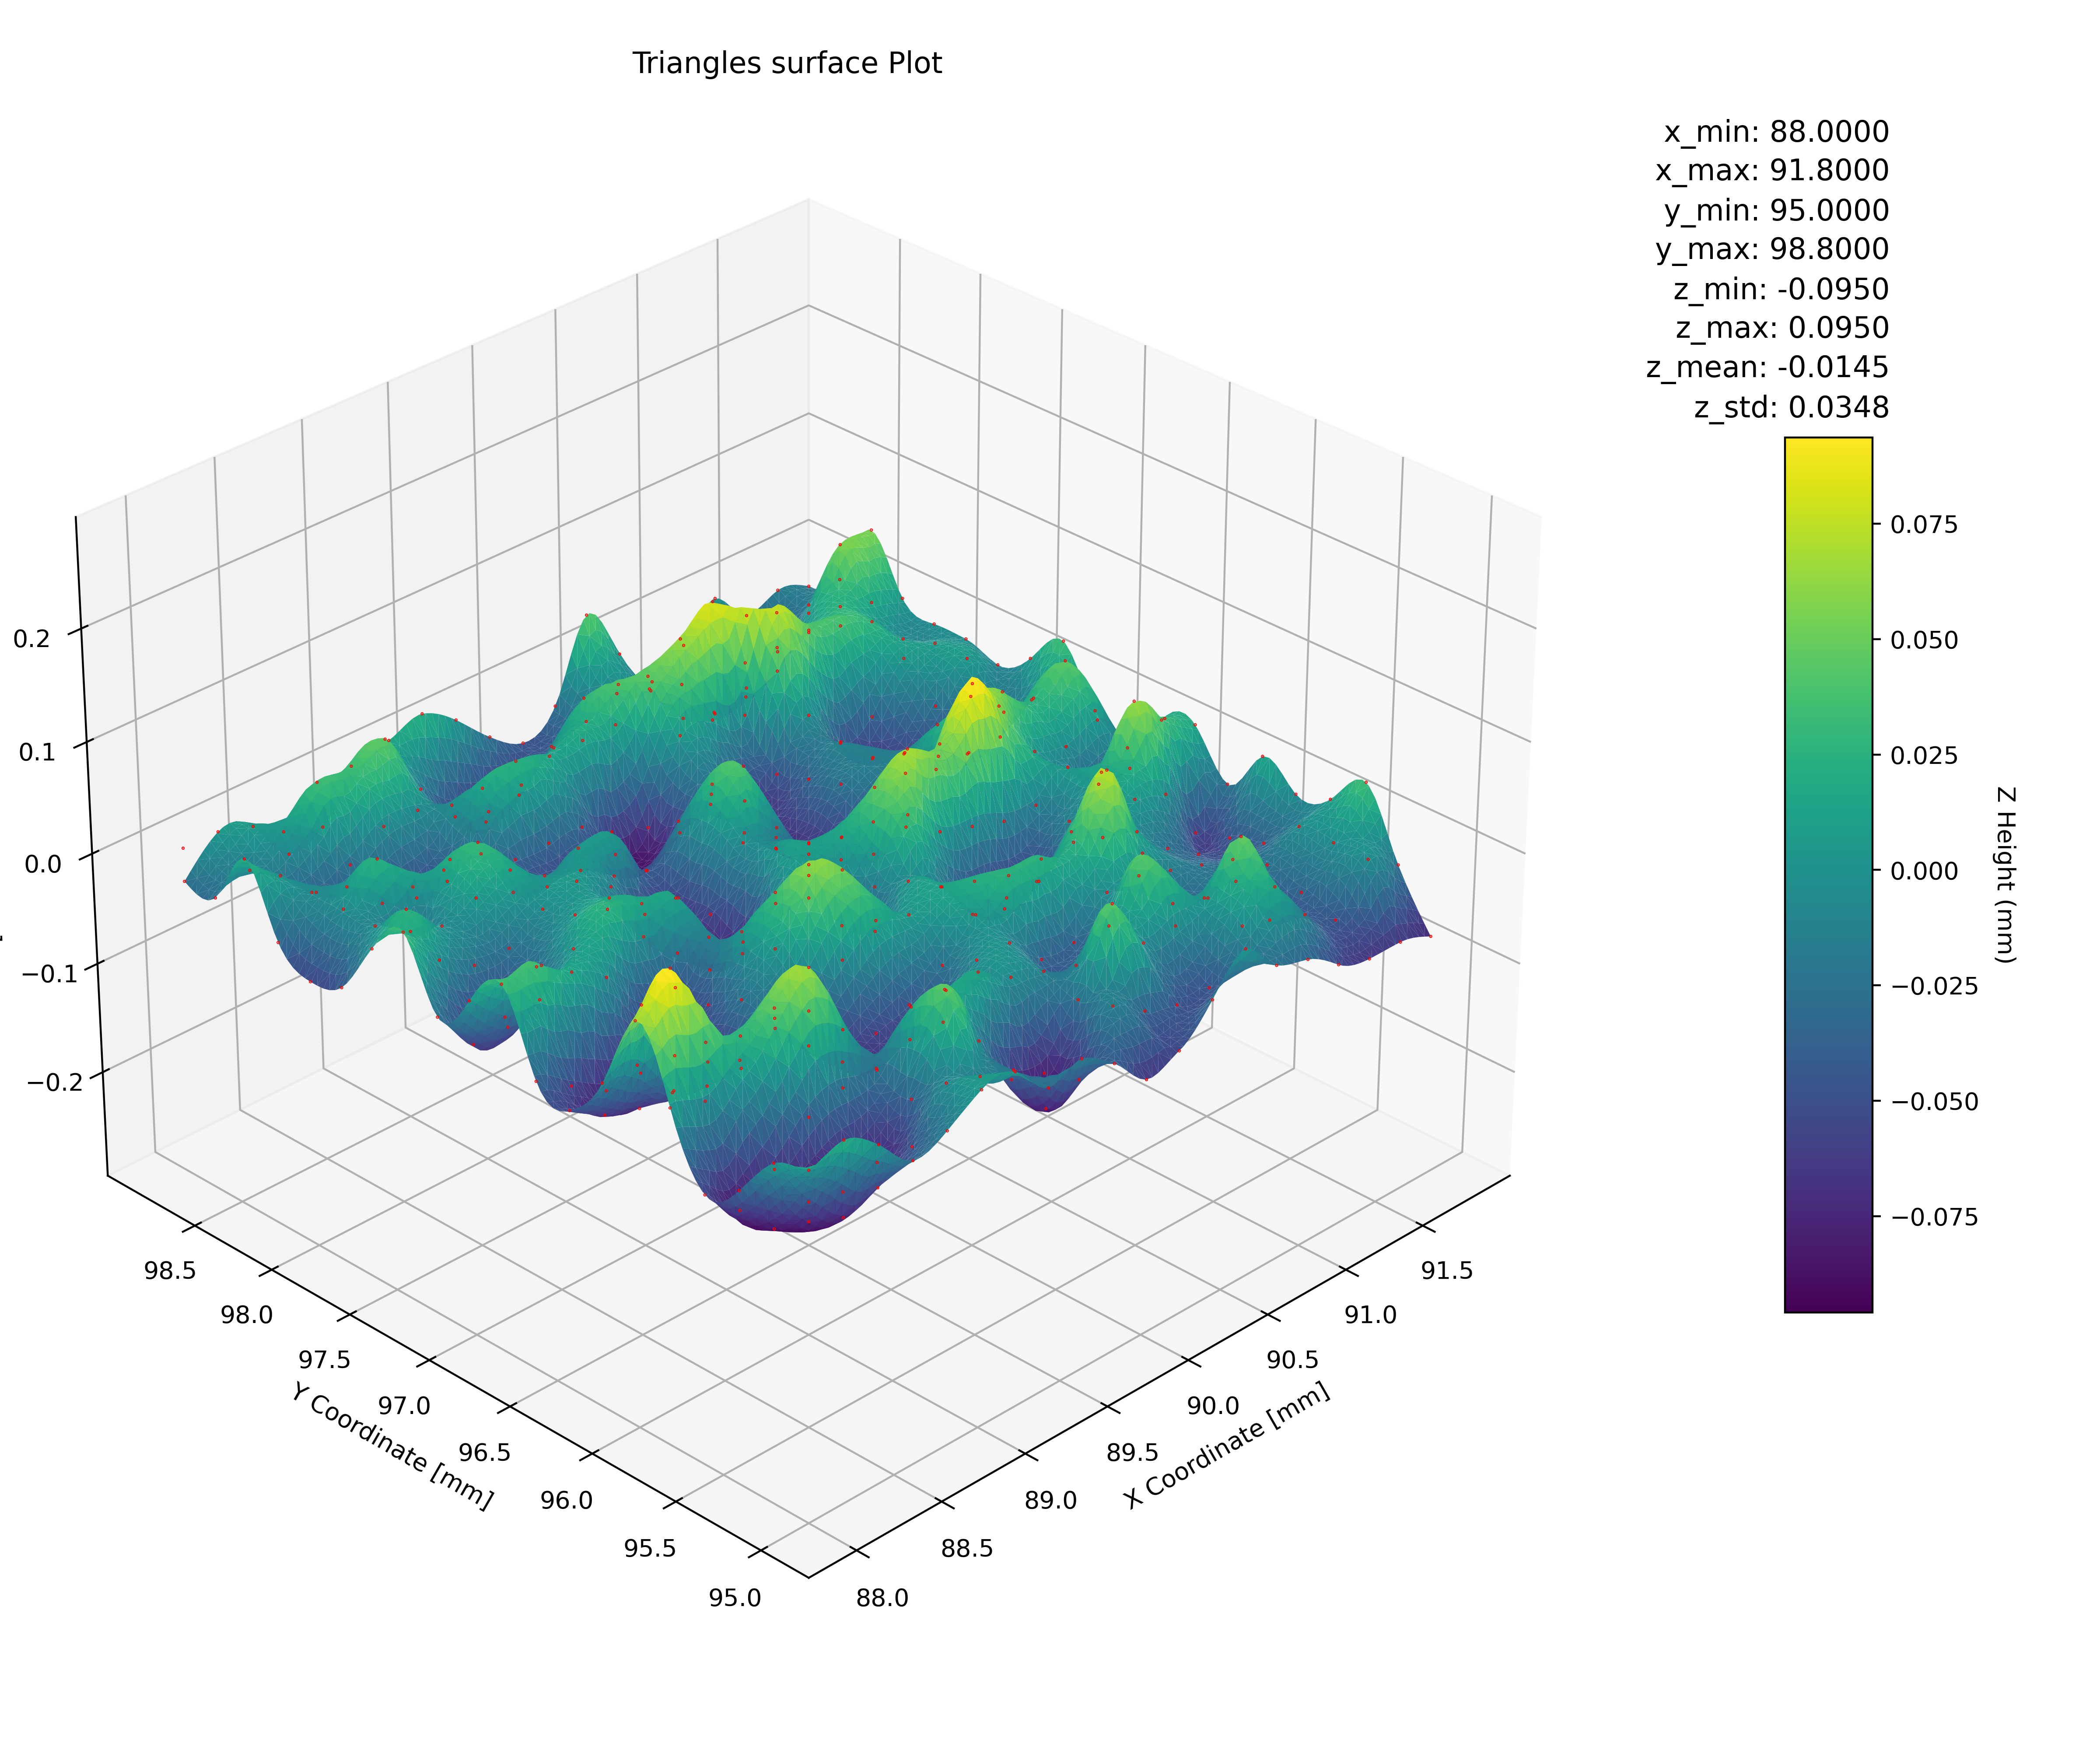 Triangles surface Plot
x_min: 88.0000
x_max: 91.8000
y_min: 95.0000
y_max: 98.8000
z_min: -0.0950
z_max: 0.0950
z_mean: -0.0145
z_std: 0.0348
0.075
0.050
0.025
0.000
−0.025
−0.050
−0.075
Z Height (mm)
0.2
0.1
0.0
−0.1
−0.2
98.5
98.0
97.5
97.0
96.5
96.0
95.5
95.0
Y Coordinate [mm]
88.0
88.5
89.0
89.5
90.0
90.5
91.0
91.5
X Coordinate [mm]